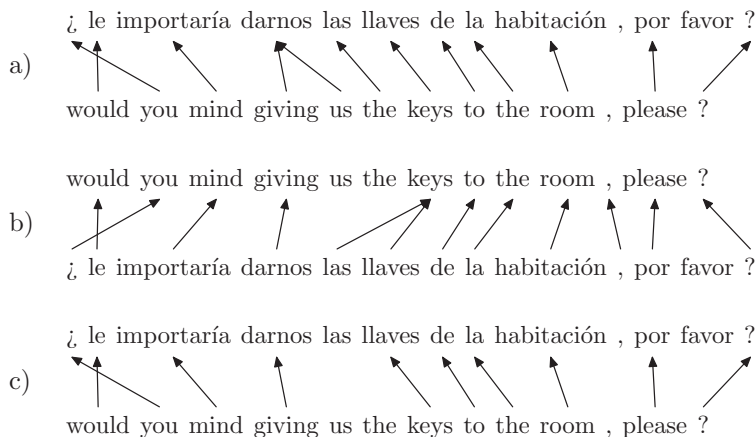 ¿ le importaría darnos las llaves de la habitación , por favor ?
a)
would you mind giving us the keys to the room , please ?
would you mind giving us the keys to the room , please ?
b)
¿ le importaría darnos las llaves de la habitación , por favor ?
¿ le importaría darnos las llaves de la habitación , por favor ?
c)
would you mind giving us the keys to the room , please ?